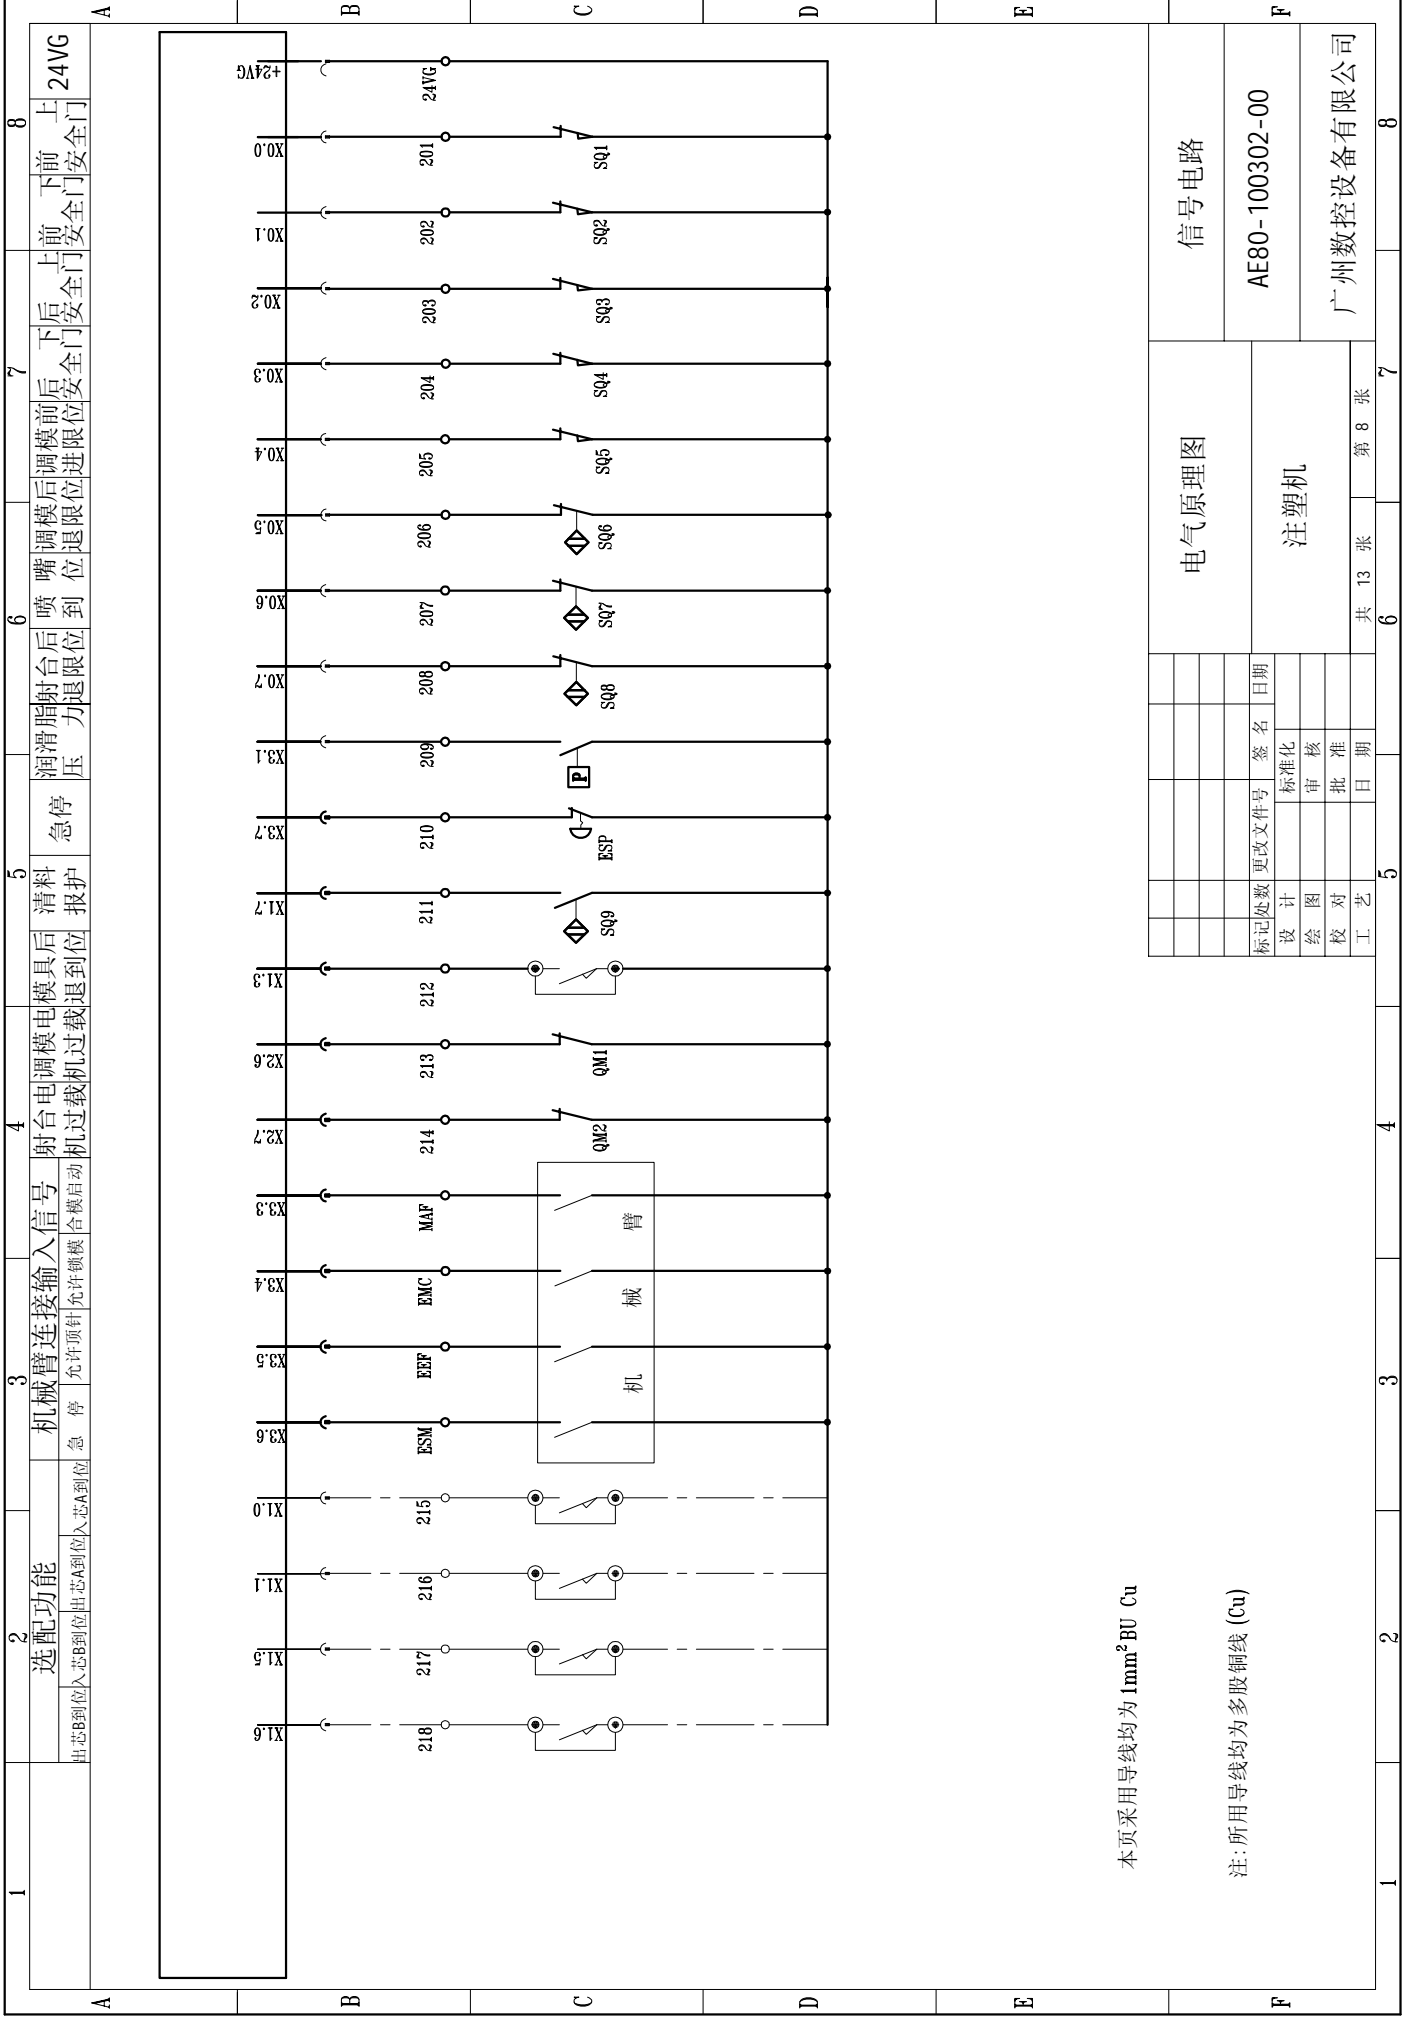 1 2 3 4 5 6 7 8
选配功能
机械臂连接输入信号
出芯B到位
入芯B到位
出芯A到位
入芯A到位
急 停
允许顶针
允许锁模
合模启动
射台电
机过载
调模电
机过载
模具后
退到位
清料
报护
急停
润滑脂
压 力
射台后
退限位
喷 嘴
到 位
调模后
退限位
调模前
进限位
后 下
安全门
后 上
安全门
前 下
安全门
前 上
安全门
24VG
A
B
C
D
E
F
A
B
C
D
E
F
X1.6
X1.5
X1.1
X1.0
X3.6
X3.5
X3.4
X3.3
X2.7
X2.6
X1.3
X1.7
X3.7
X3.1
X0.7
X0.6
X0.5
X0.4
X0.3
X0.2
X0.1
X0.0
+24VG
218
217
216
215
ESM
EEF
EMC
MAF
214
213
212
211
210
209
208
207
206
205
204
203
202
201
24VG
P
机 械 臂
QM2
QM1
SQ9
ESP
SQ8
SQ7
SQ6
SQ5
SQ4
SQ3
SQ2
SQ1
本页采用导线均为 1mm² BU Cu
注: 所用导线均为多股铜线 (Cu)
标记 处数 更改文件号 签 名 日期
设 计
标准化
绘 图
审 核
校 对
批 准
工 艺
日 期
电气原理图
注塑机
共 13 张
第 8 张
信号电路
AE80-100302-00
广州数控设备有限公司
1 2 3 4 5 6 7 8